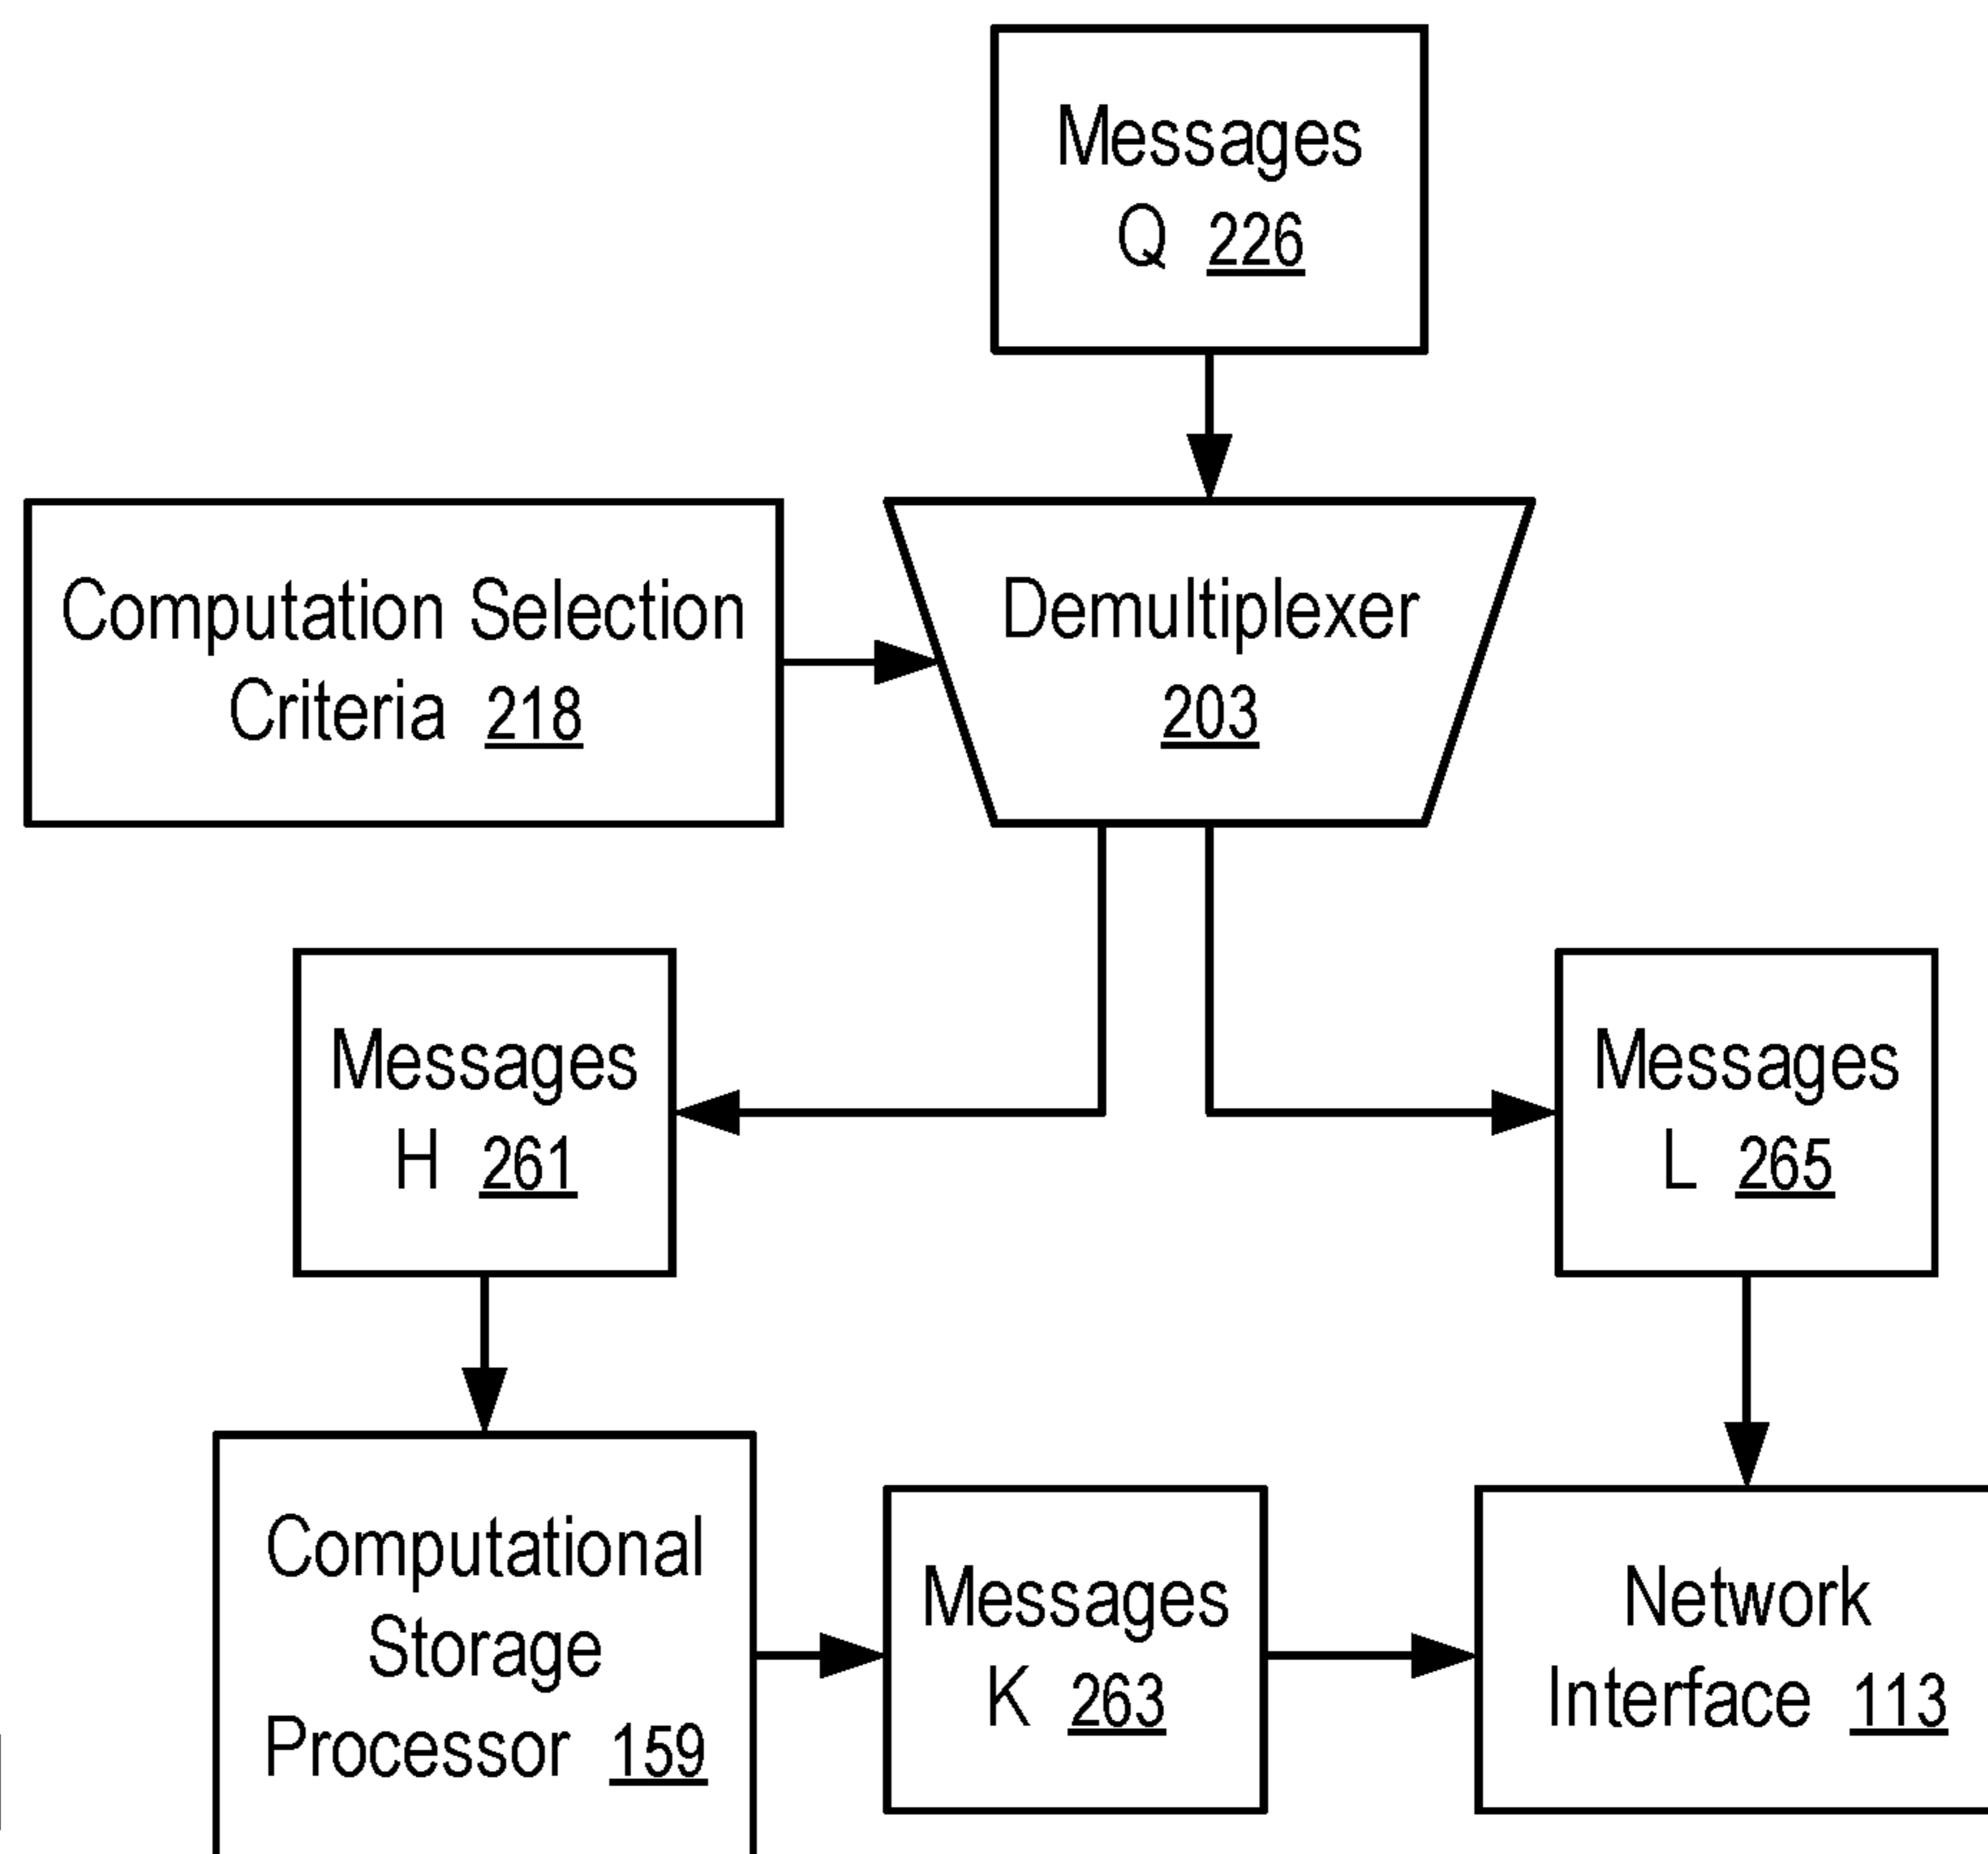 Messages
Q 226
Computation Selection
Criteria 218
Demultiplexer
203
Messages
H 261
Messages
L 265
Computational
Storage
Processor 159
Messages
K 263
Network
Interface 113